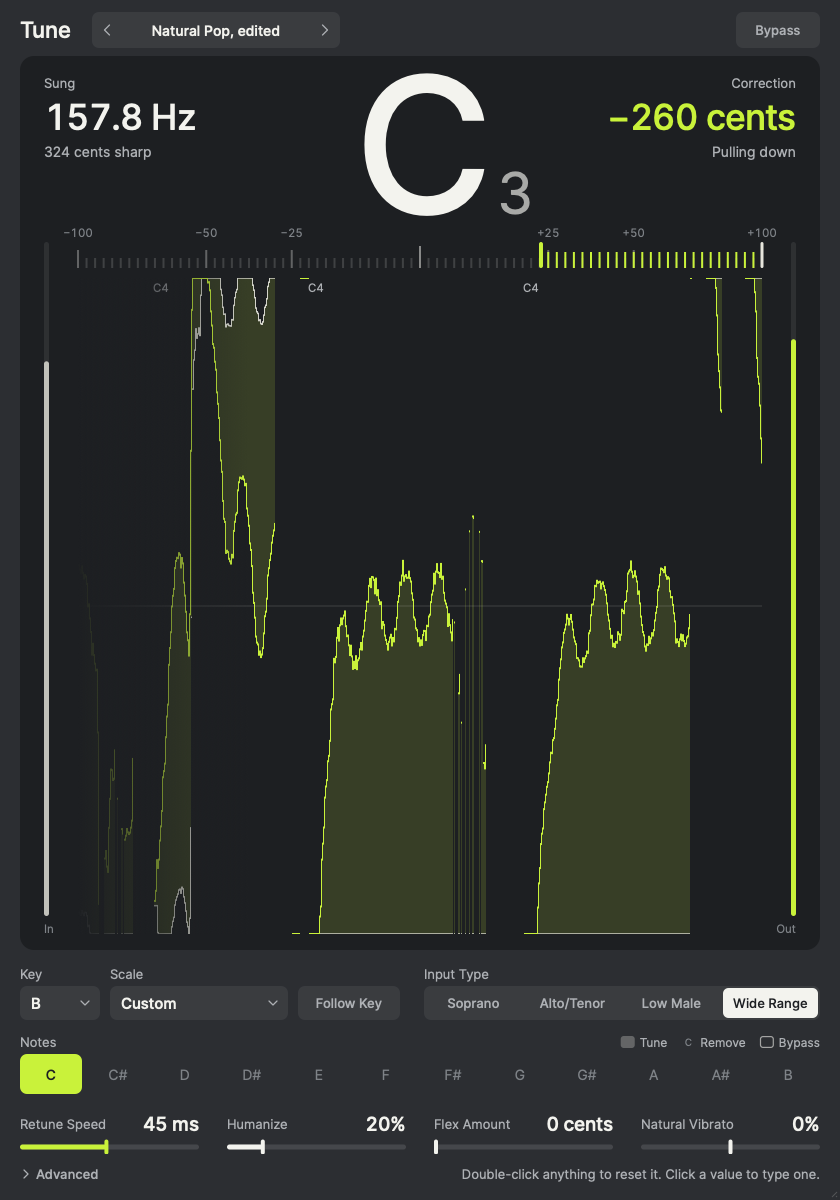 Tune
Natural Pop, edited
Bypass
Sung
Correction
157.8 Hz
C3
−260 cents
324 cents sharp
Pulling down
−100 −50 −25 +25 +50 +100
C4 C4 C4
In
Out
Key Scale Input Type
B Custom Follow Key Soprano Alto/Tenor Low Male Wide Range
Notes C Tune C Remove Bypass
C C# D D# E F F# G G# A A# B
Retune Speed 45 ms Humanize 20% Flex Amount 0 cents Natural Vibrato 0%
Advanced Double-click anything to reset it. Click a value to type one.